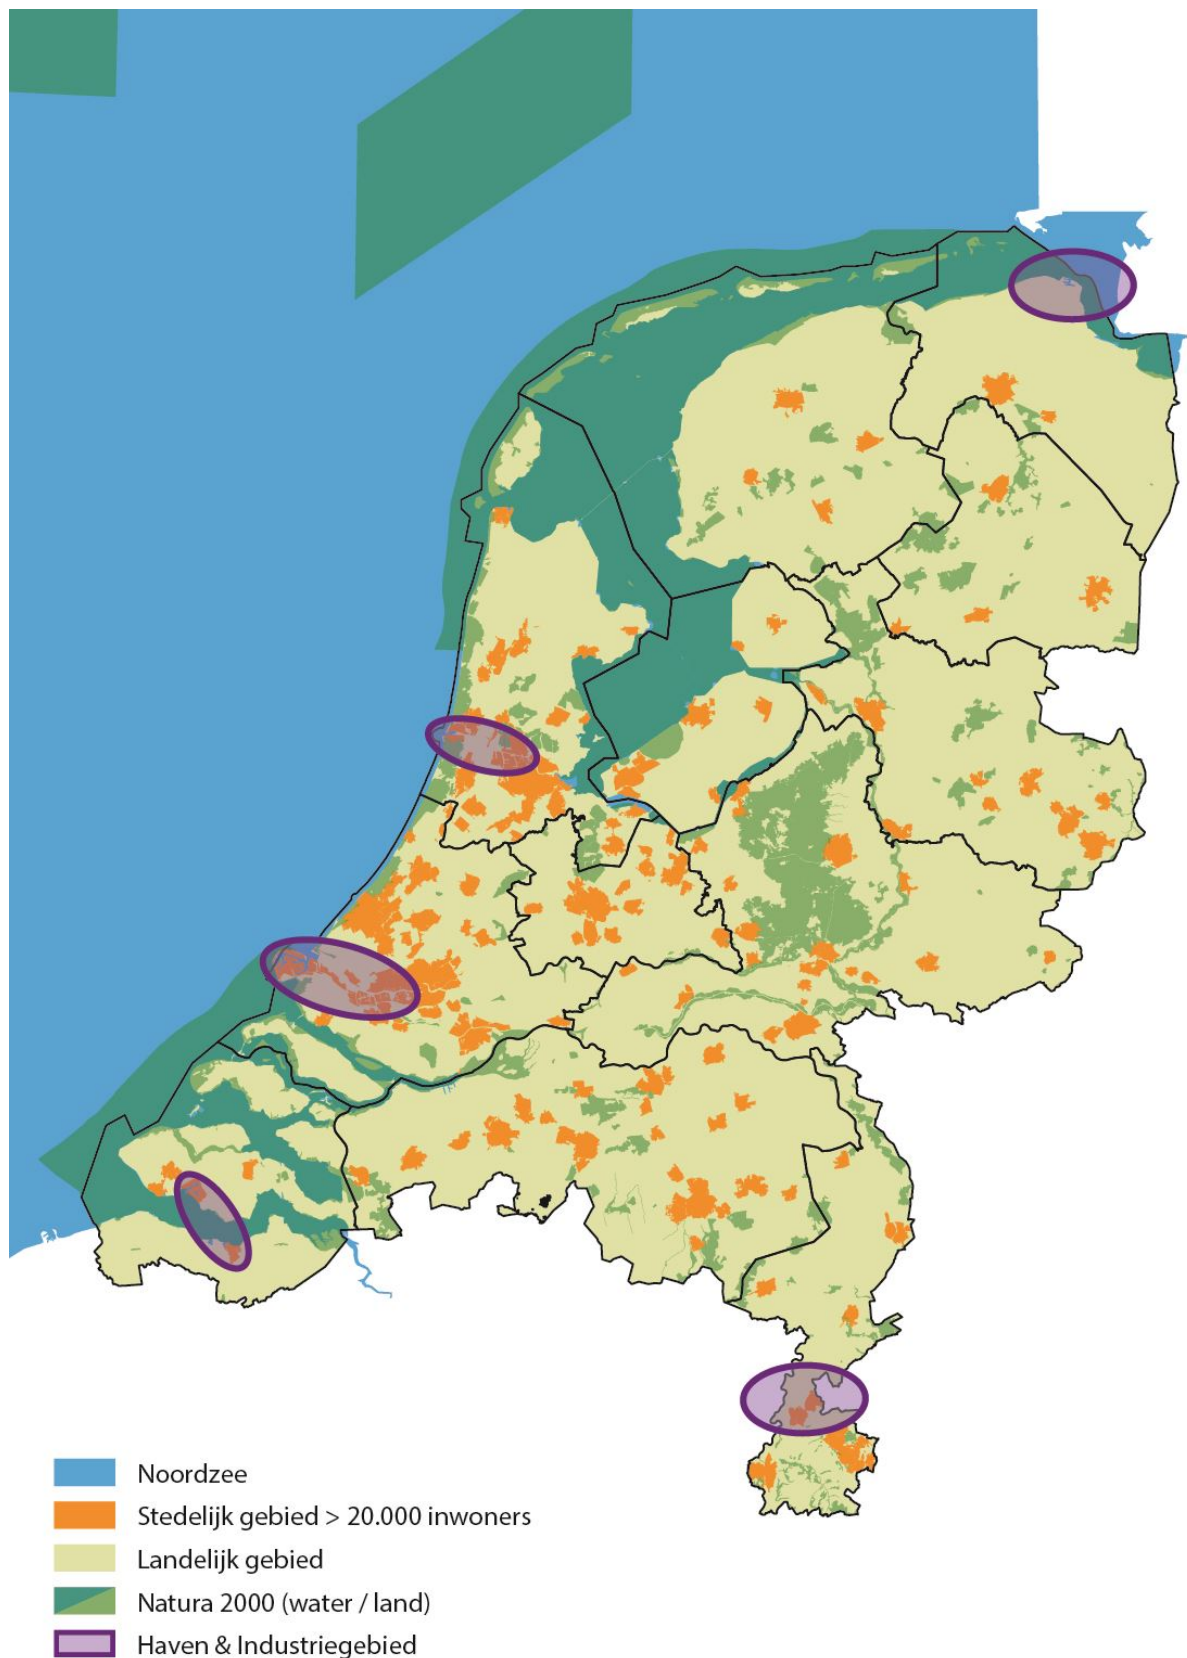 Noordzee
Stedelijk gebied > 20.000 inwoners
Landelijk gebied
Natura 2000 (water / land)
Haven & Industriegebied